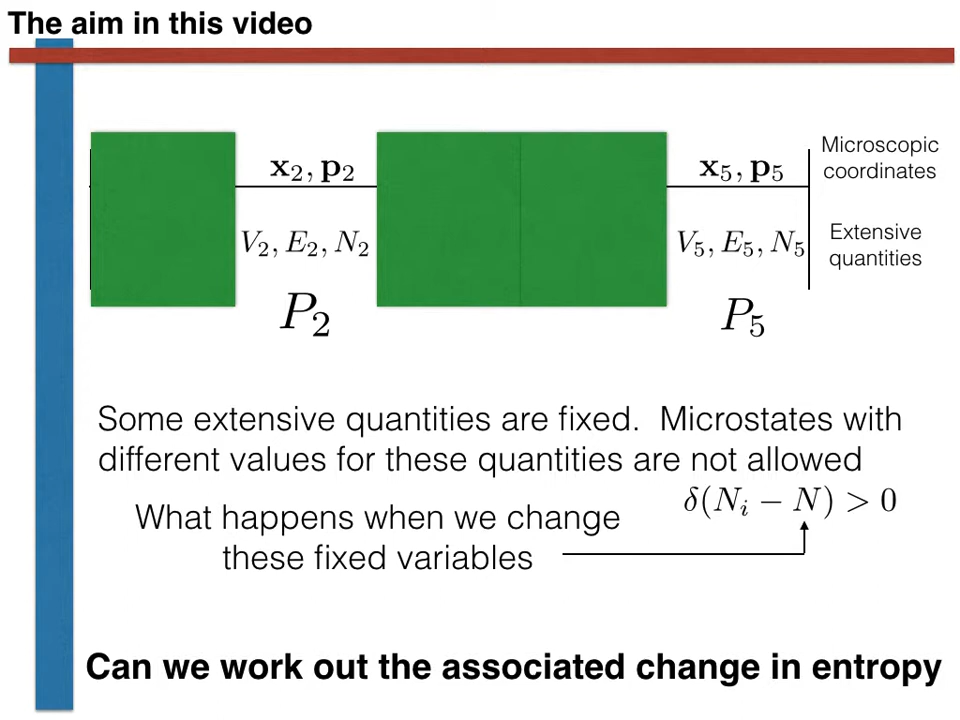 The aim in this video
x₂, p₂
x₅, p₅
Microscopic
coordinates
V₂, E₂, N₂
V₅, E₅, N₅
Extensive
quantities
P₂
P₅
Some extensive quantities are fixed. Microstates with
different values for these quantities are not allowed
δ(Nᵢ − N) > 0
What happens when we change
these fixed variables
Can we work out the associated change in entropy